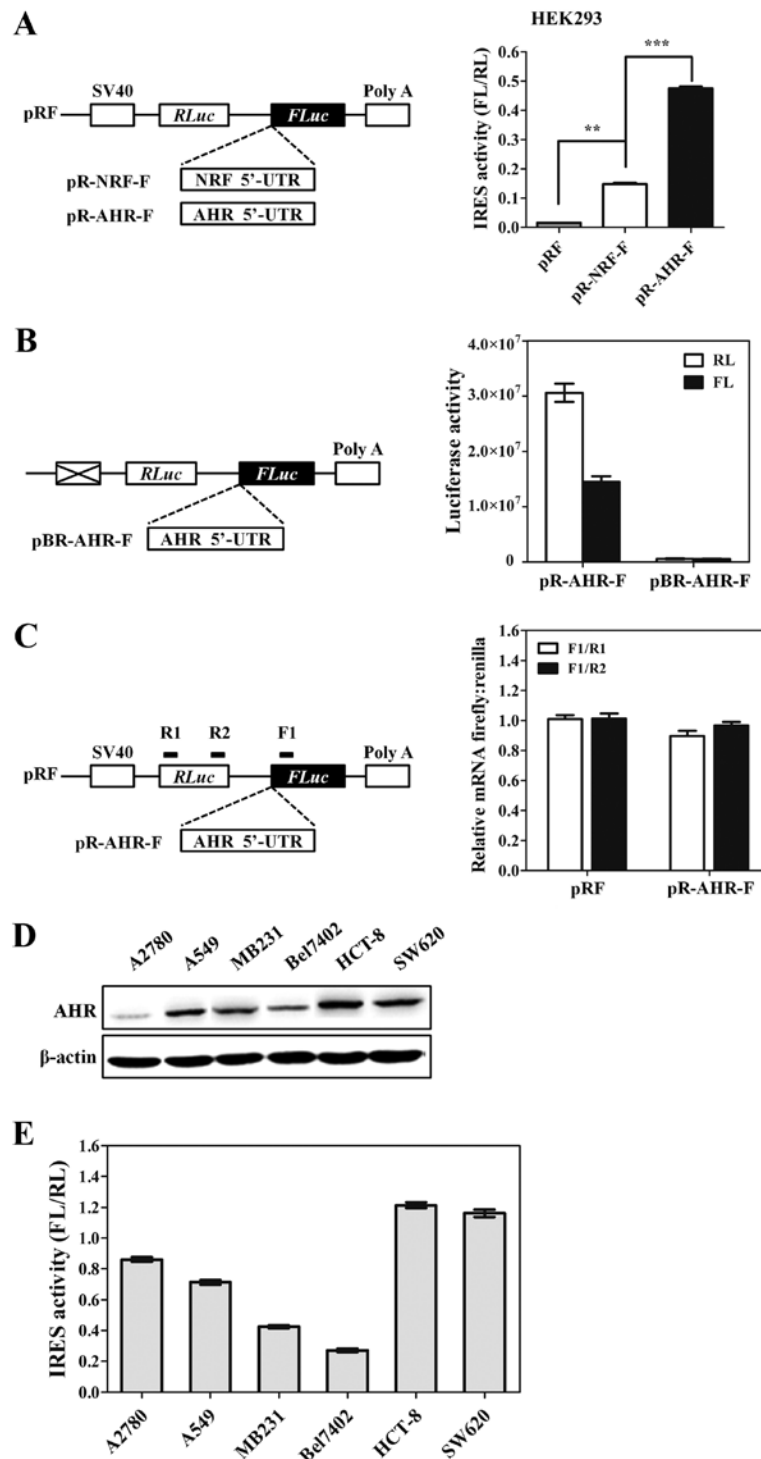 A
SV40
Poly A
pRF
RLuc
FLuc
pR-NRF-F
NRF 5'-UTR
pR-AHR-F
AHR 5'-UTR
HEK293
IRES activity (FL/RL)
0.6
0.5
0.4
0.3
0.2
0.1
0.0
**
***
pRF
pR-NRF-F
pR-AHR-F
B
Poly A
RLuc
FLuc
pBR-AHR-F
AHR 5'-UTR
Luciferase activity
4.0×10⁷
3.0×10⁷
2.0×10⁷
1.0×10⁷
0
RL
FL
pR-AHR-F
pBR-AHR-F
C
R1
R2
F1
SV40
Poly A
pRF
RLuc
FLuc
pR-AHR-F
AHR 5'-UTR
Relative mRNA firefly:renilla
1.6
1.4
1.2
1.0
0.8
0.6
0.4
0.2
0.0
F1/R1
F1/R2
pRF
pR-AHR-F
D
A2780
A549
MB231
Bel7402
HCT-8
SW620
AHR
β-actin
E
IRES activity (FL/RL)
1.6
1.4
1.2
1.0
0.8
0.6
0.4
0.2
0.0
A2780
A549
MB231
Bel7402
HCT-8
SW620